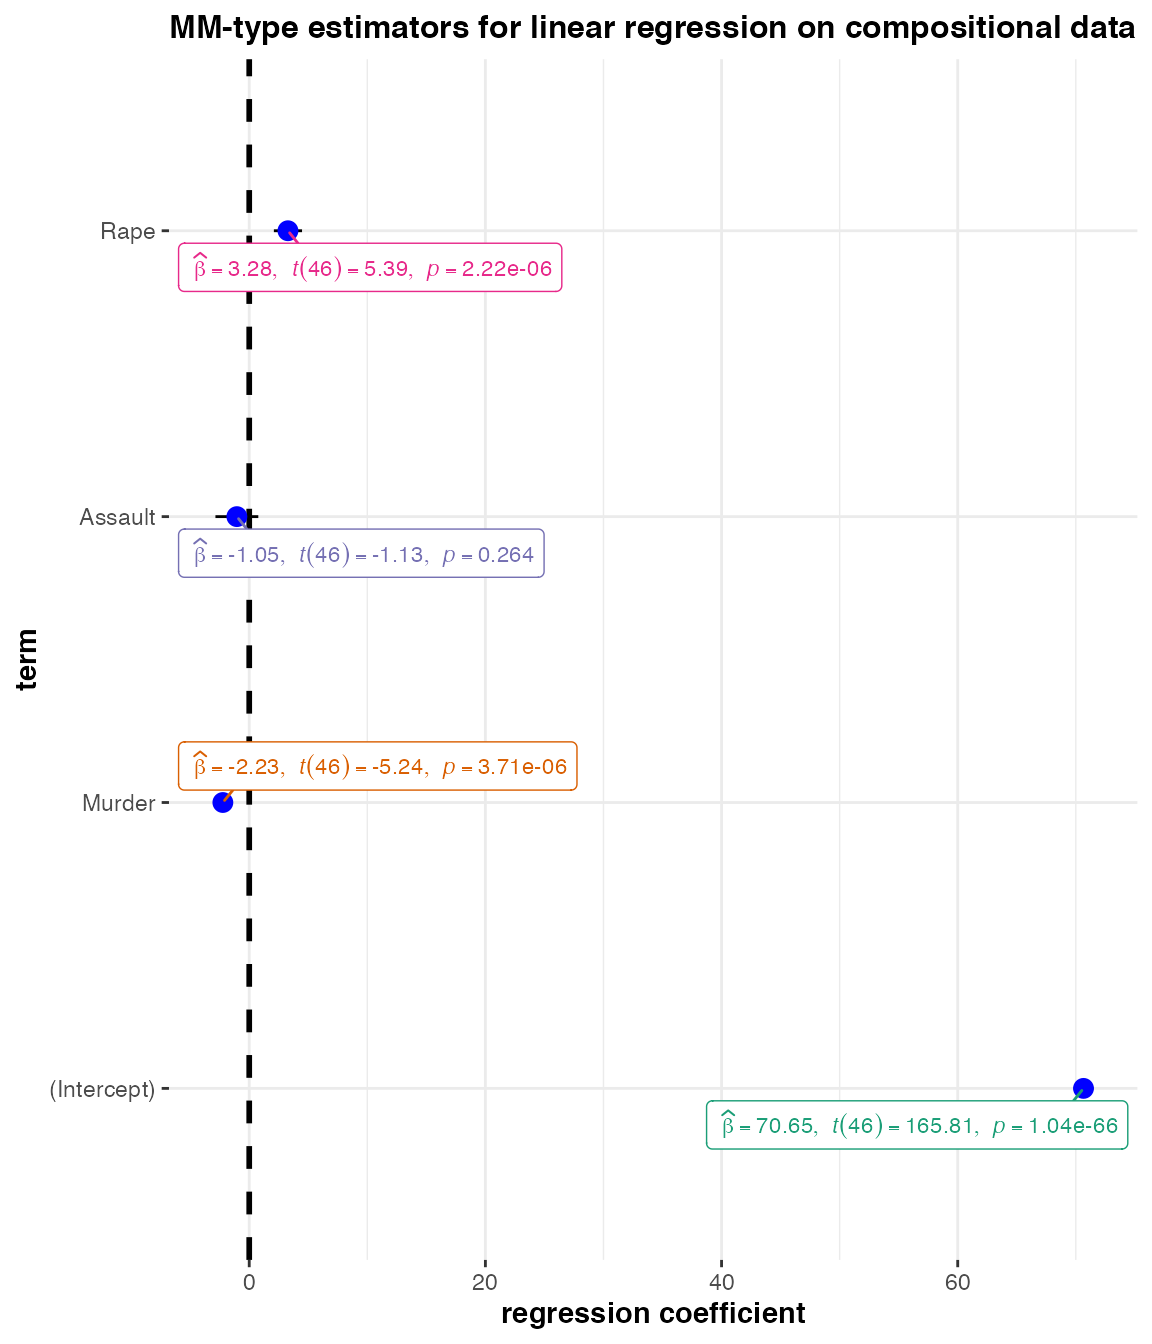 MM-type estimators for linear regression on compositional data
Rape
β̂ = 3.28, t(46) = 5.39, p = 2.22e-06
Assault
β̂ = -1.05, t(46) = -1.13, p = 0.264
term
β̂ = -2.23, t(46) = -5.24, p = 3.71e-06
Murder
(Intercept)
β̂ = 70.65, t(46) = 165.81, p = 1.04e-66
0 20 40 60
regression coefficient